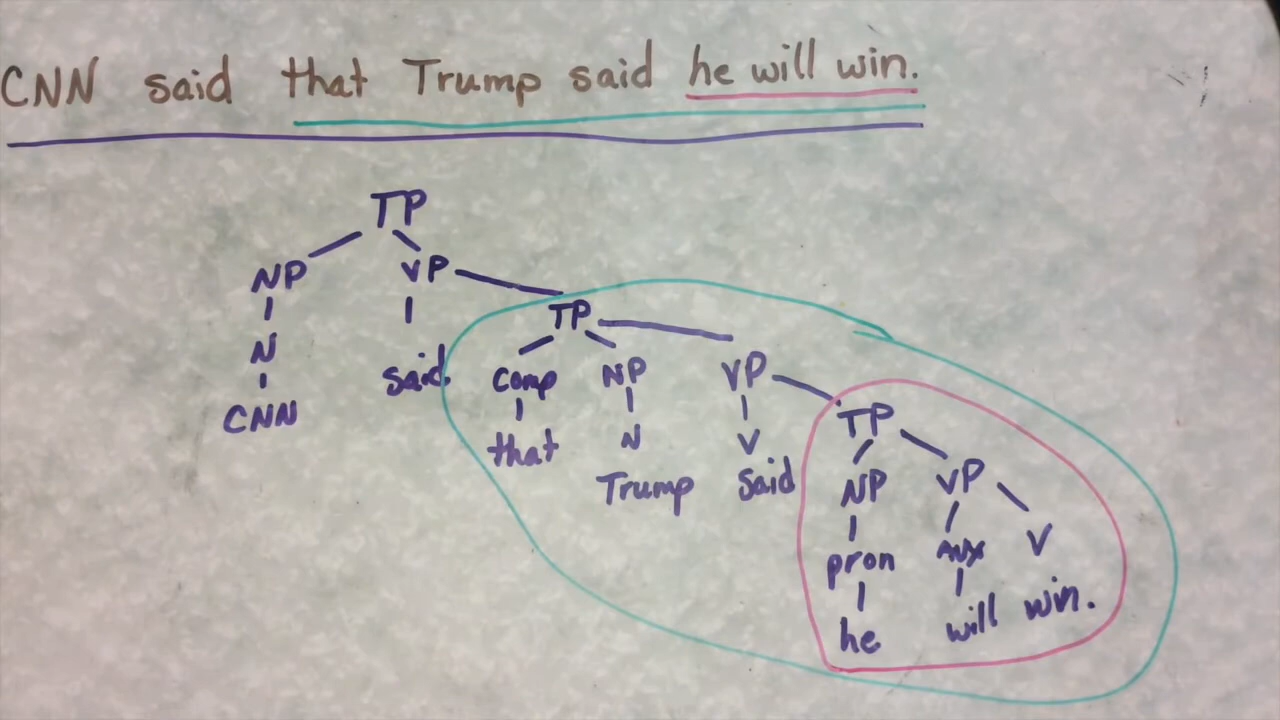 CNN said that Trump said he will win.
TP
NP VP
TP
N said Comp NP VP
CNN that N V TP
Trump said NP VP
pron Aux V
he will win.